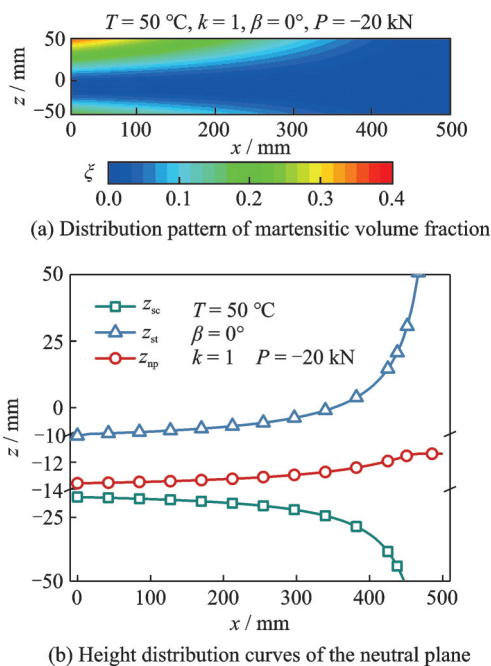 T = 50 °C, k = 1, β = 0°, P = −20 kN
z / mm
50
0
−50
0 100 200 300 400 500
x / mm
ξ
0.0 0.1 0.2 0.3 0.4
(a) Distribution pattern of martensitic volume fraction
z / mm
50
25
0
−10
−12
−14
−25
−50
z_sc T = 50 °C
z_st β = 0°
z_np k = 1 P = −20 kN
0 100 200 300 400 500
x / mm
(b) Height distribution curves of the neutral plane